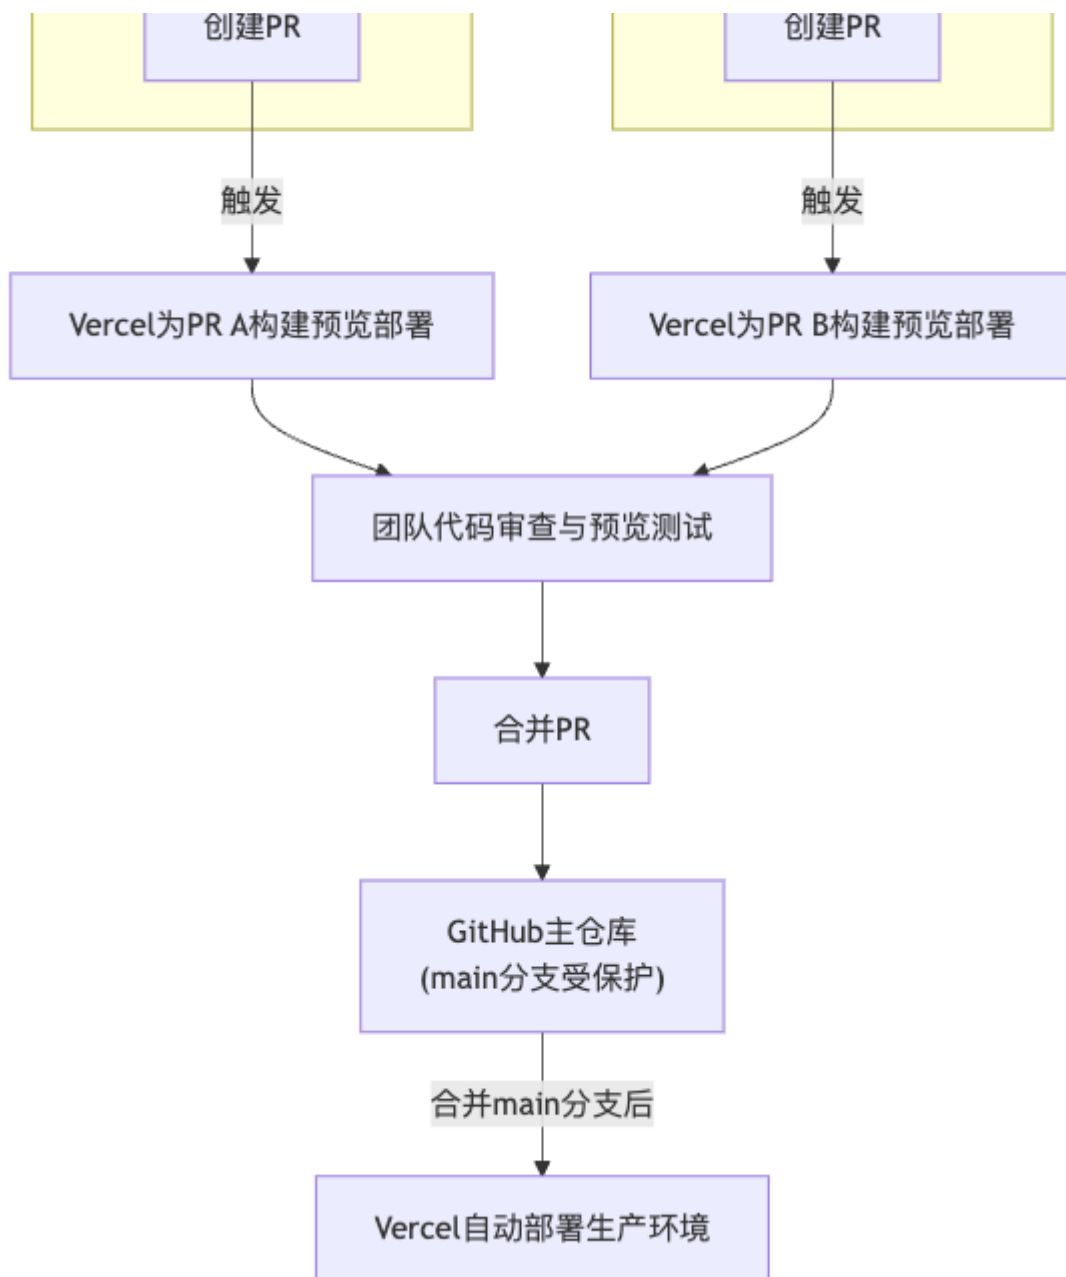 创建PR
创建PR
触发
触发
Vercel为PR A构建预览部署
Vercel为PR B构建预览部署
团队代码审查与预览测试
合并PR
GitHub主仓库
(main分支受保护)
合并main分支后
Vercel自动部署生产环境